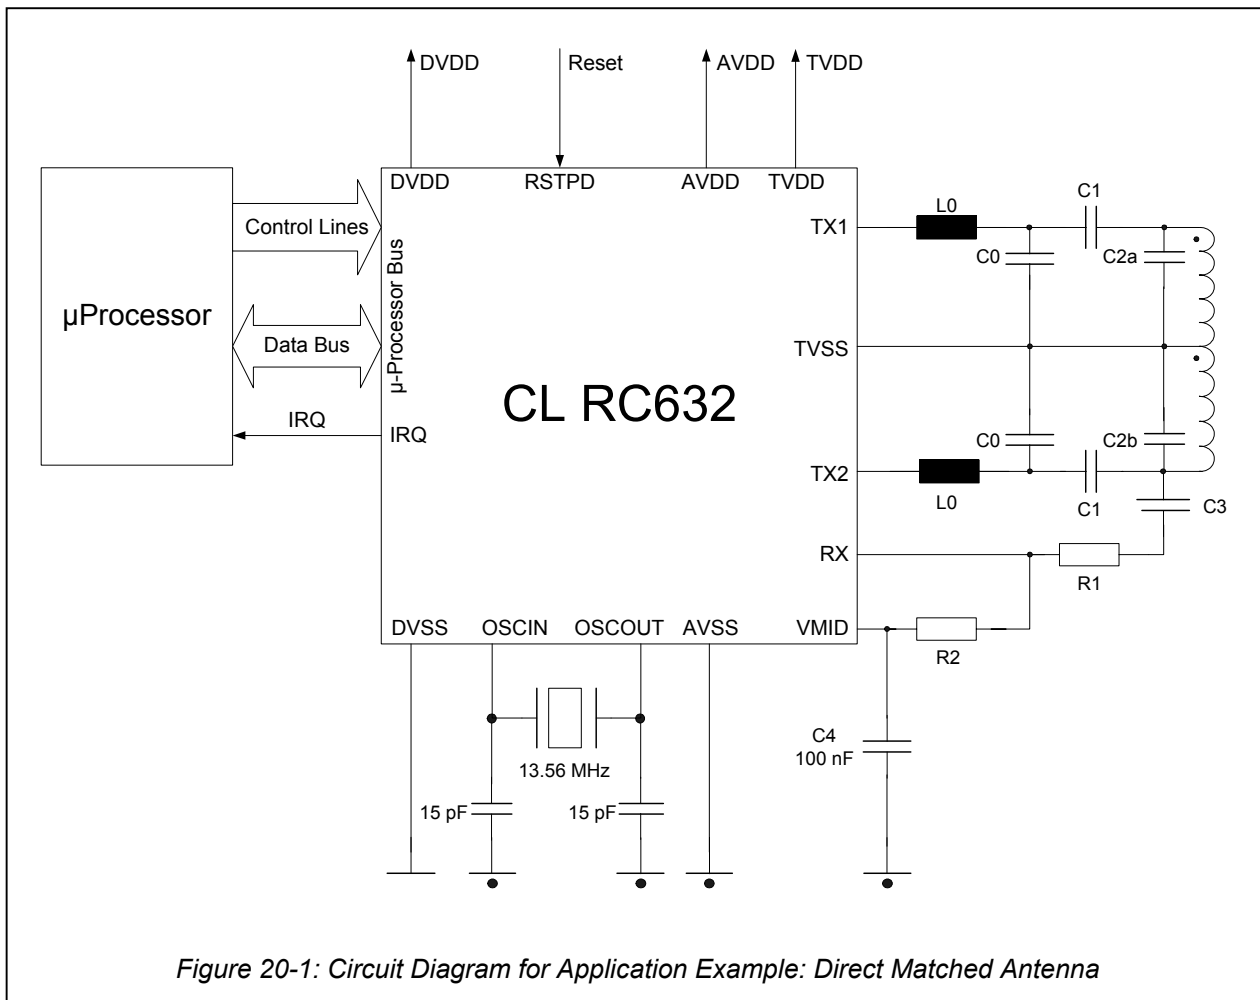 DVDD
Reset
AVDD
TVDD
DVDD
RSTPD
AVDD
TVDD
µProcessor
Control Lines
Data Bus
IRQ
µ-Processor Bus
IRQ
CL RC632
TX1
L0
C1
C0
C2a
TVSS
C0
C2b
TX2
L0
C1
C3
RX
R1
VMID
R2
DVSS
OSCIN
OSCOUT
AVSS
13.56 MHz
15 pF
15 pF
C4
100 nF
Figure 20-1: Circuit Diagram for Application Example: Direct Matched Antenna